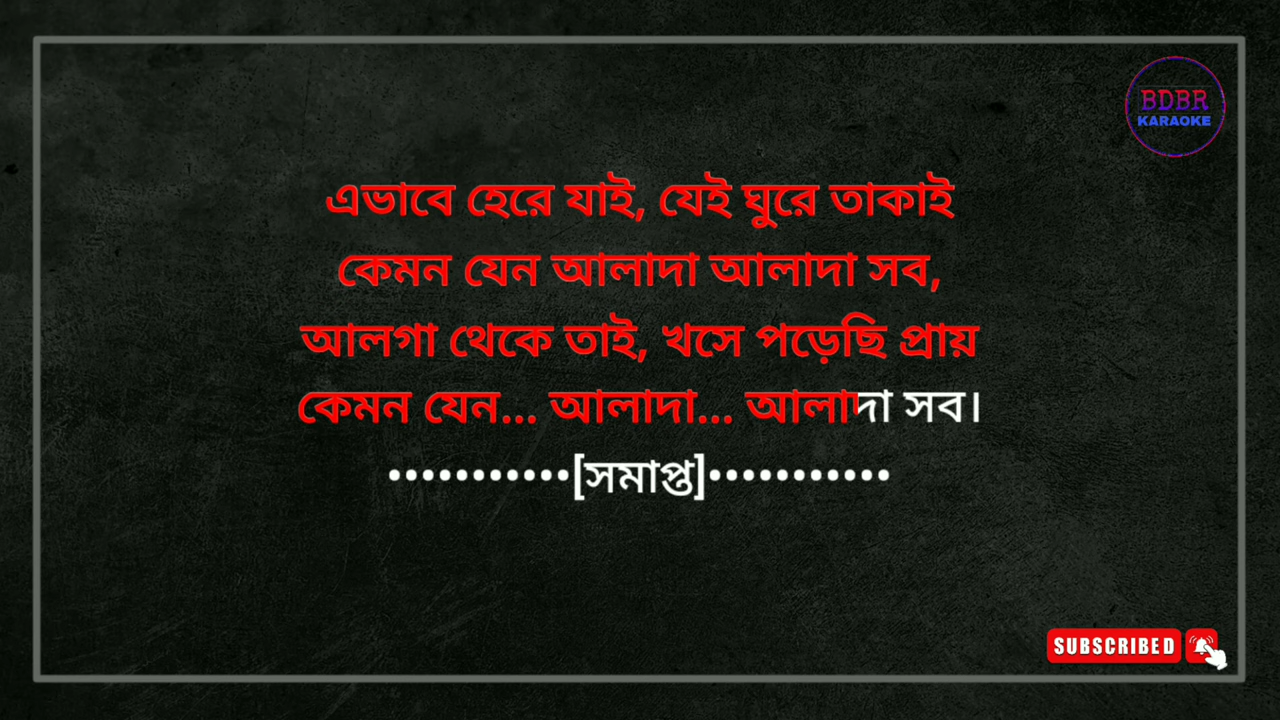 BDBR
KARAOKE
এভাবে হেরে যাই, যেই ঘুরে তাকাই
কেমন যেন আলাদা আলাদা সব,
আলগা থেকে তাই, খসে পড়েছি প্রায়
কেমন যেন... আলাদা... আলাদা সব।
•••••••••••[সমাপ্ত]•••••••••••
SUBSCRIBED